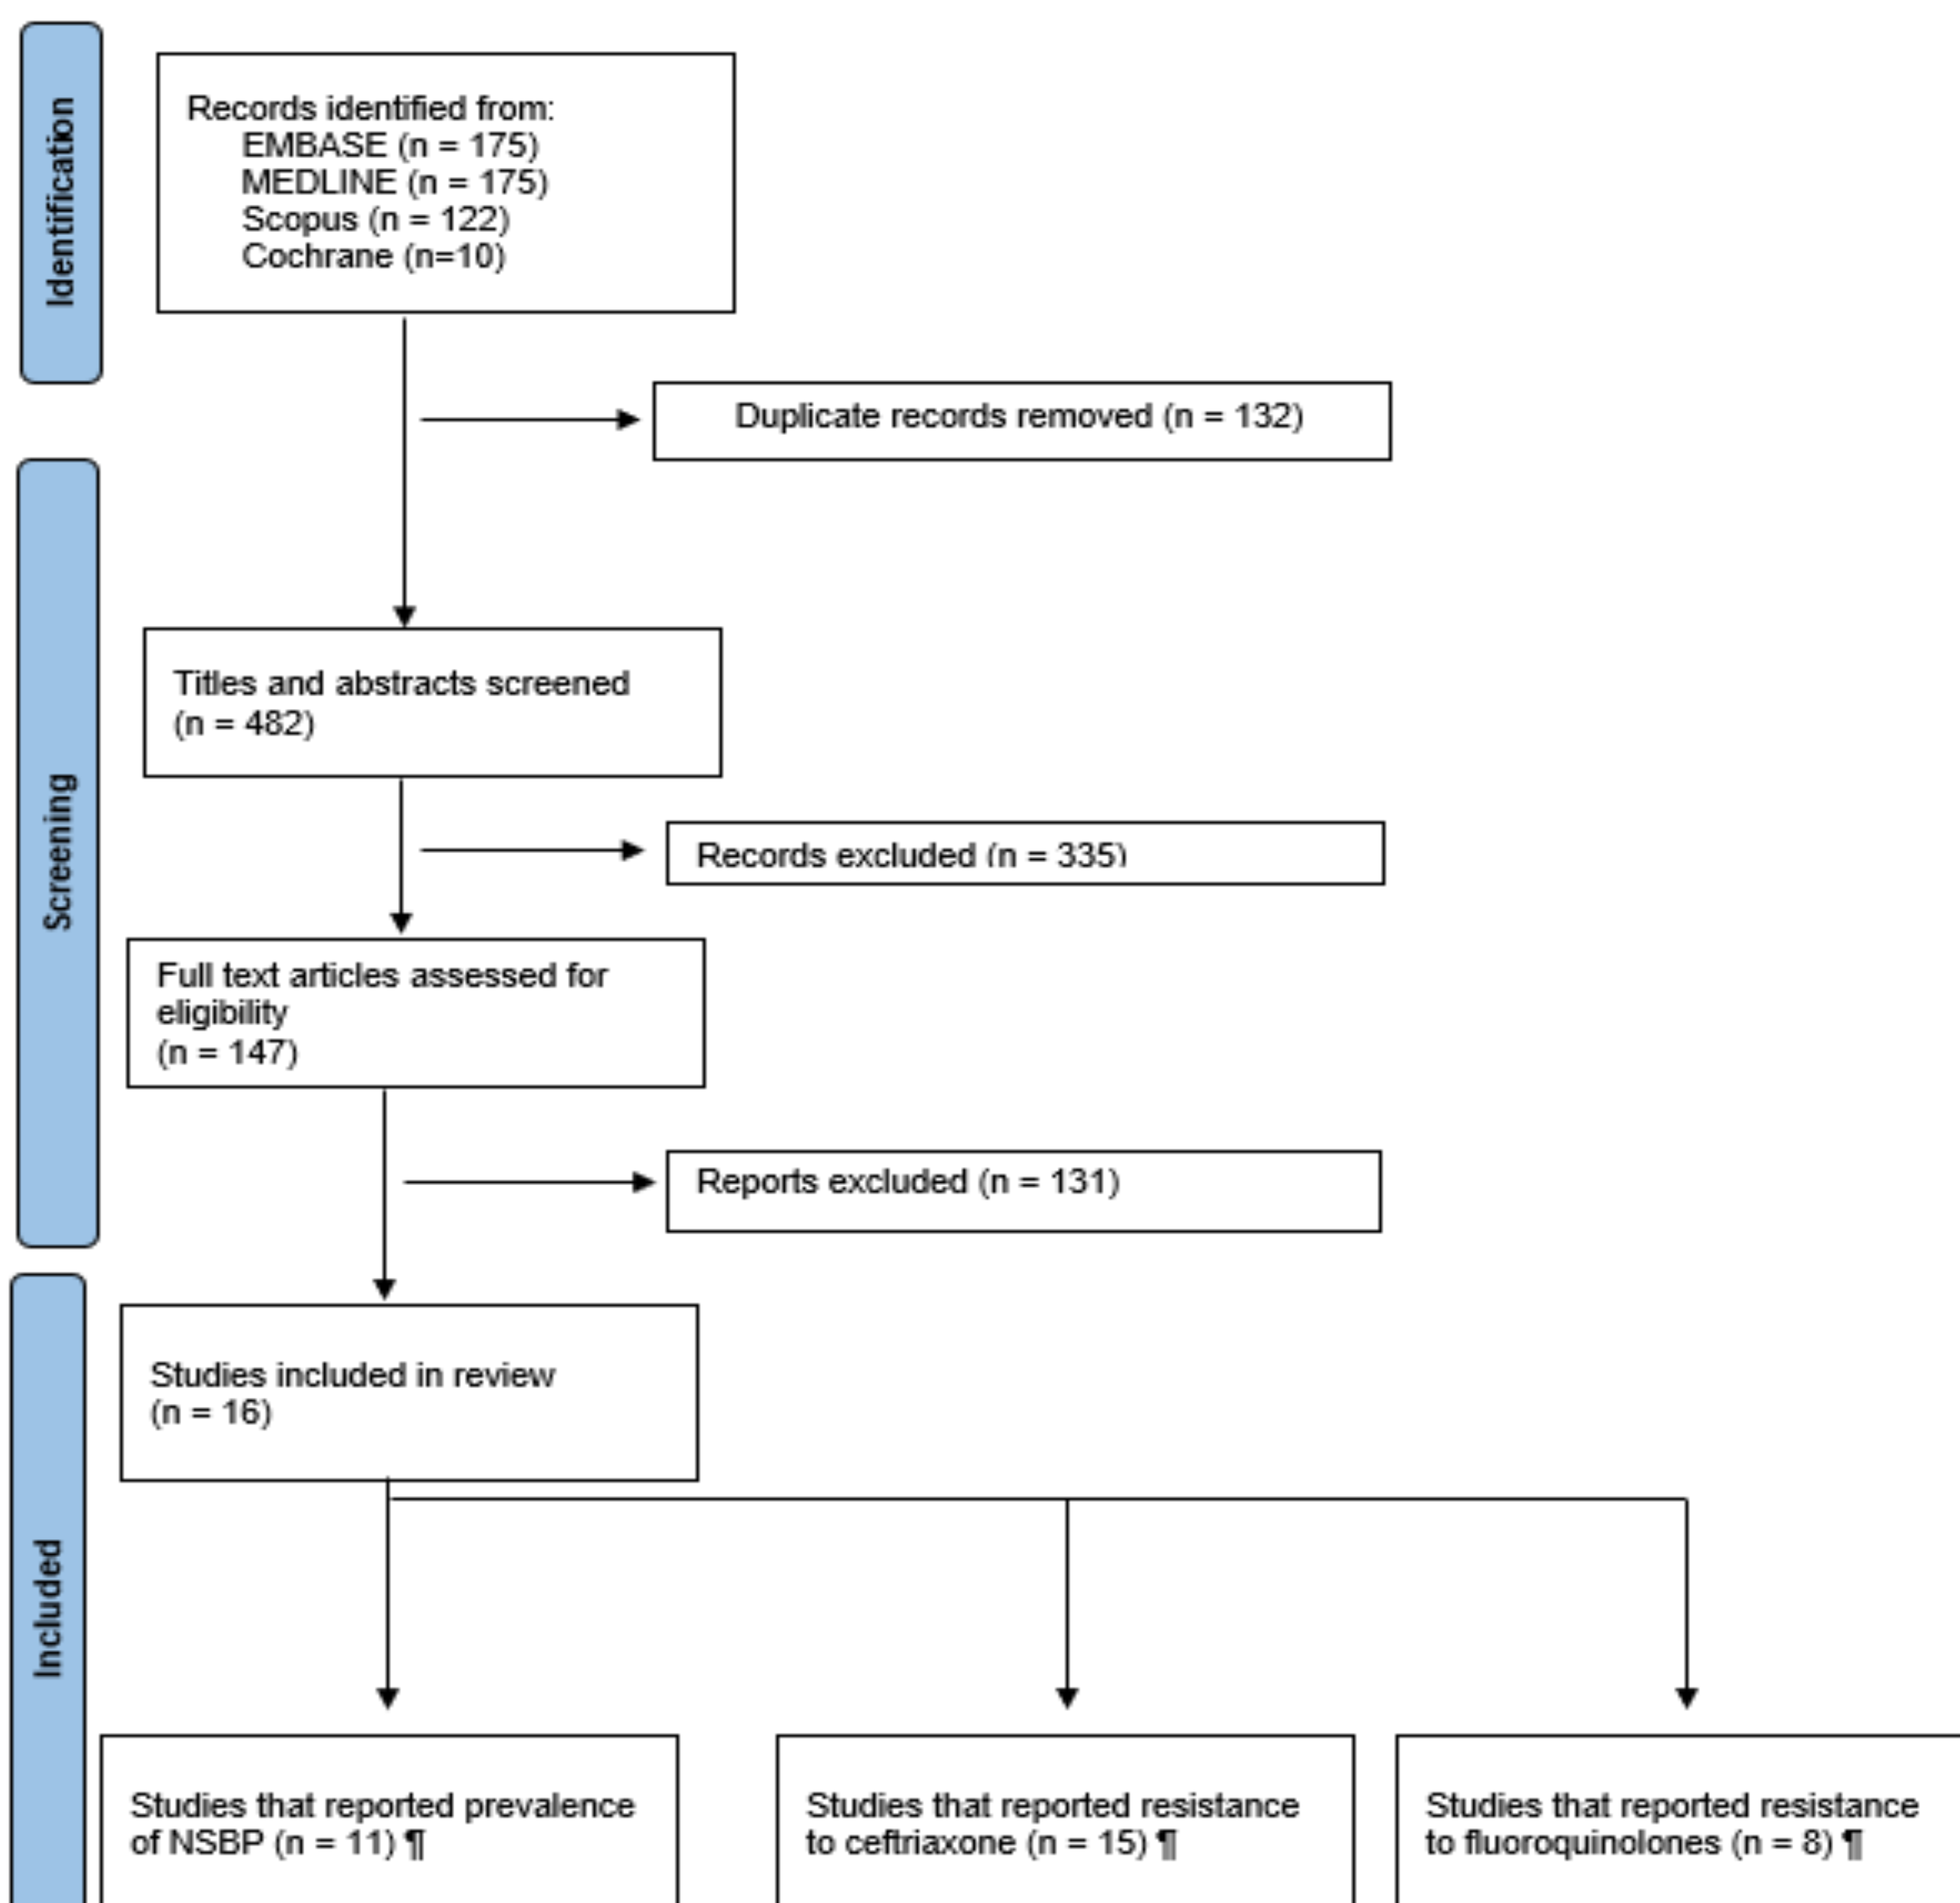 Identification
Records identified from:
EMBASE (n = 175)
MEDLINE (n = 175)
Scopus (n = 122)
Cochrane (n=10)
Duplicate records removed (n = 132)
Screening
Titles and abstracts screened
(n = 482)
Records excluded (n = 335)
Full text articles assessed for
eligibility
(n = 147)
Reports excluded (n = 131)
Included
Studies included in review
(n = 16)
Studies that reported prevalence
of NSBP (n = 11) ¶
Studies that reported resistance
to ceftriaxone (n = 15) ¶
Studies that reported resistance
to fluoroquinolones (n = 8) ¶